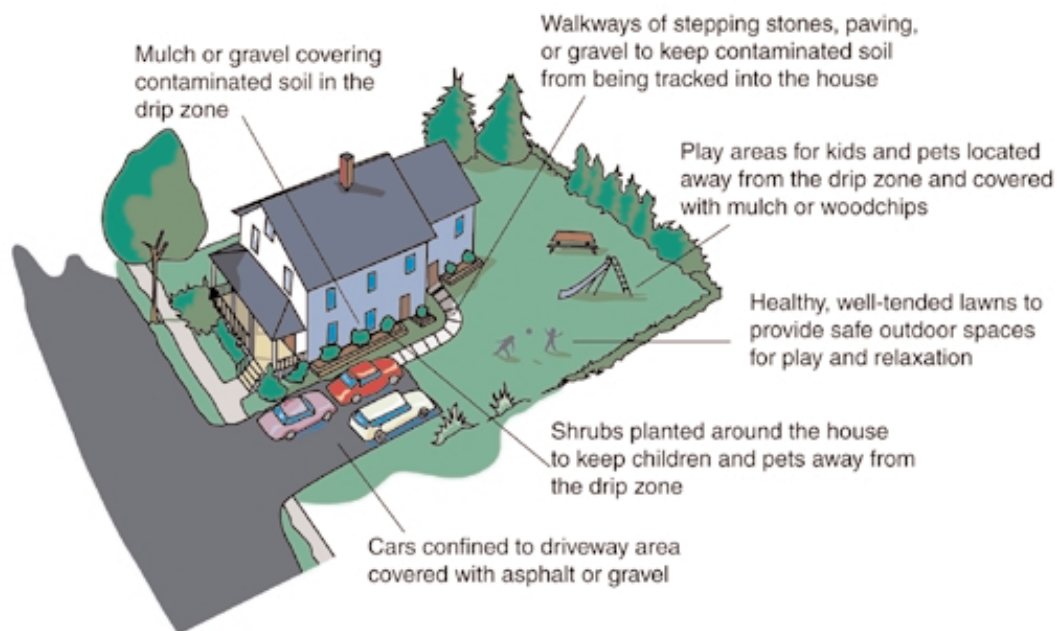 Mulch or gravel covering
contaminated soil in the
drip zone
Walkways of stepping stones, paving,
or gravel to keep contaminated soil
from being tracked into the house
Play areas for kids and pets located
away from the drip zone and covered
with mulch or woodchips
Healthy, well-tended lawns to
provide safe outdoor spaces
for play and relaxation
Shrubs planted around the house
to keep children and pets away from
the drip zone
Cars confined to driveway area
covered with asphalt or gravel